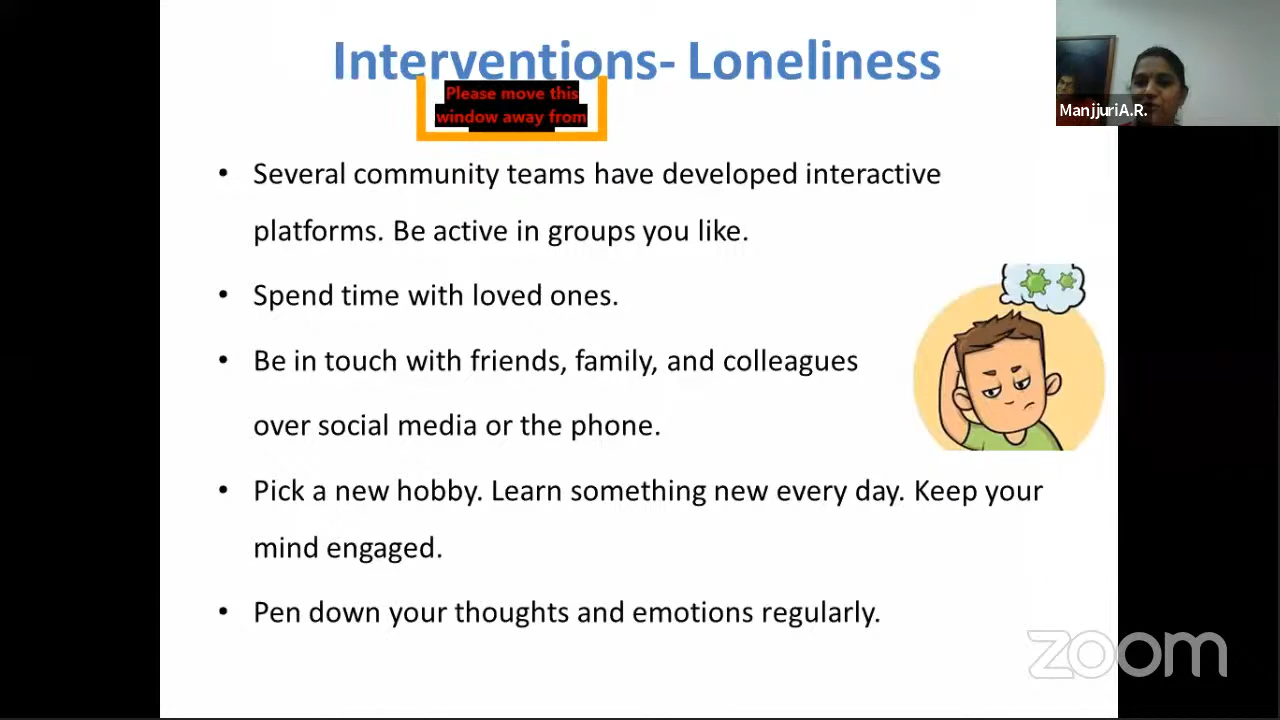 Interventions- Loneliness
Please move this
window away from
ManjjuriA.R.
• Several community teams have developed interactive
platforms. Be active in groups you like.
• Spend time with loved ones.
• Be in touch with friends, family, and colleagues
over social media or the phone.
• Pick a new hobby. Learn something new every day. Keep your
mind engaged.
• Pen down your thoughts and emotions regularly.
zoom